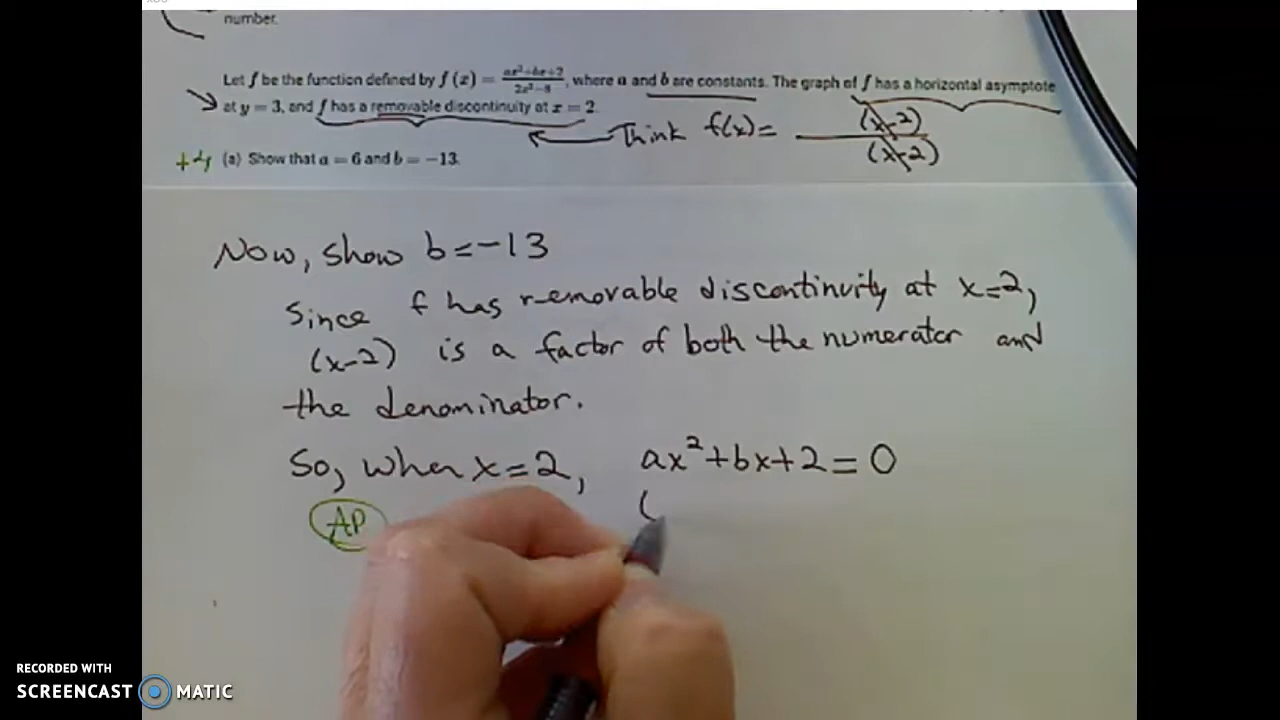 number.
Let f be the function defined by f(x) = \frac{ax²+bx+2}{2x²-8}, where a and b are constants. The graph of f has a horizontal asymptote
at y = 3, and f has a removable discontinuity at x = 2.
Think f(x) = \frac{(x-2)}{(x-2)}
(a) Show that a = 6 and b = -13.
Now, show b = -13
Since f has removable discontinuity at x=2,
(x-2) is a factor of both the numerator and
the denominator.
So, when x=2, ax²+bx+2=0
AP (
RECORDED WITH
SCREENCAST MATIC